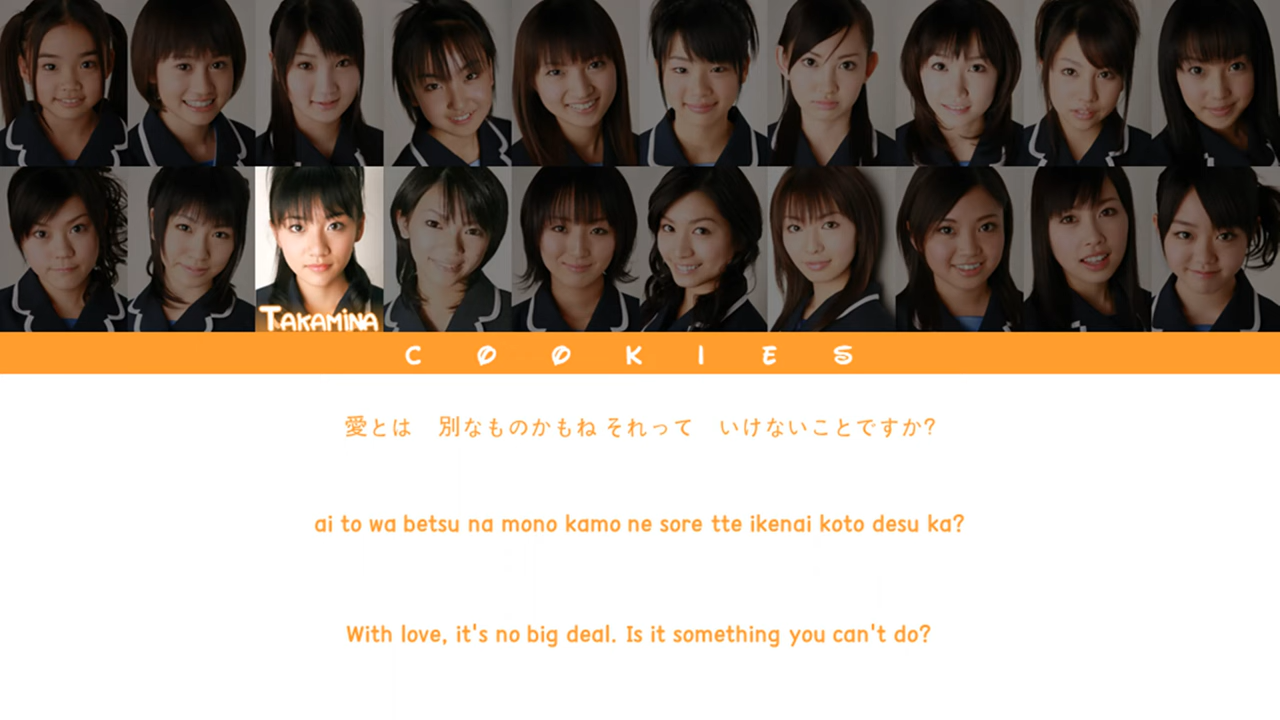 TAKAMINA
COOKIES
愛とは　別なものかもね それって　いけないことですか?
ai to wa betsu na mono kamo ne sore tte ikenai koto desu ka?
With love, it's no big deal. Is it something you can't do?